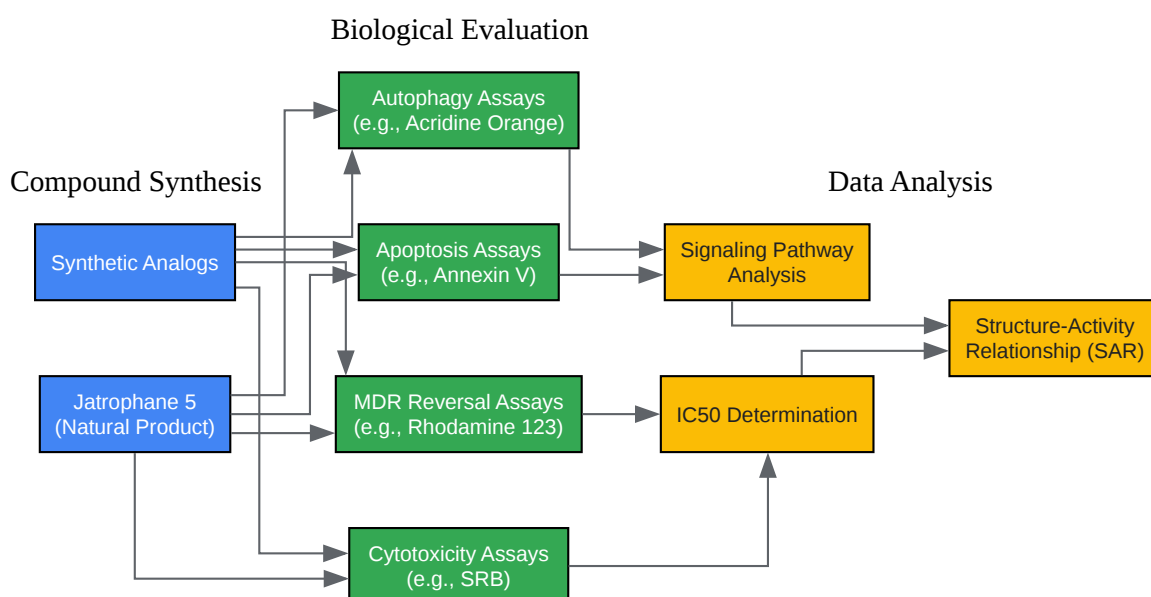 Biological Evaluation
Autophagy Assays
(e.g., Acridine Orange)
Compound Synthesis
Data Analysis
Synthetic Analogs
Apoptosis Assays
(e.g., Annexin V)
Signaling Pathway
Analysis
Structure-Activity
Relationship (SAR)
Jatrophane 5
(Natural Product)
MDR Reversal Assays
(e.g., Rhodamine 123)
IC50 Determination
Cytotoxicity Assays
(e.g., SRB)